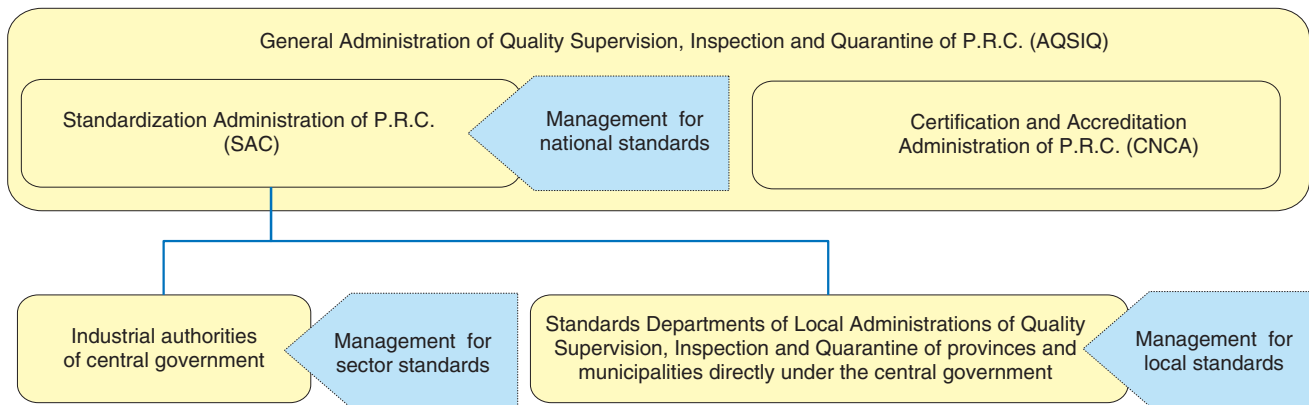 General Administration of Quality Supervision, Inspection and Quarantine of P.R.C. (AQSIQ)
Standardization Administration of P.R.C.
(SAC)
Management for
national standards
Certification and Accreditation
Administration of P.R.C. (CNCA)
Industrial authorities
of central government
Management for
sector standards
Standards Departments of Local Administrations of Quality
Supervision, Inspection and Quarantine of provinces and
municipalities directly under the central government
Management for
local standards